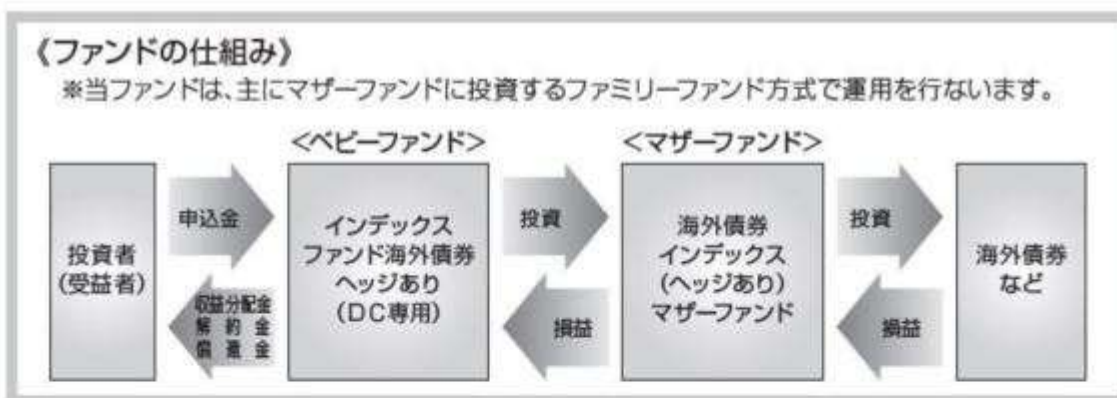 《ファンドの仕組み》
※当ファンドは、主にマザーファンドに投資するファミリーファンド方式で運用を行ないます。
<ベビーファンド>
<マザーファンド>
投資者
(受益者)
申込金
収益分配金
解約金
償還金
インデックス
ファンド海外債券
ヘッジあり
(DC専用)
投資
損益
海外債券
インデックス
(ヘッジあり)
マザーファンド
投資
損益
海外債券
など